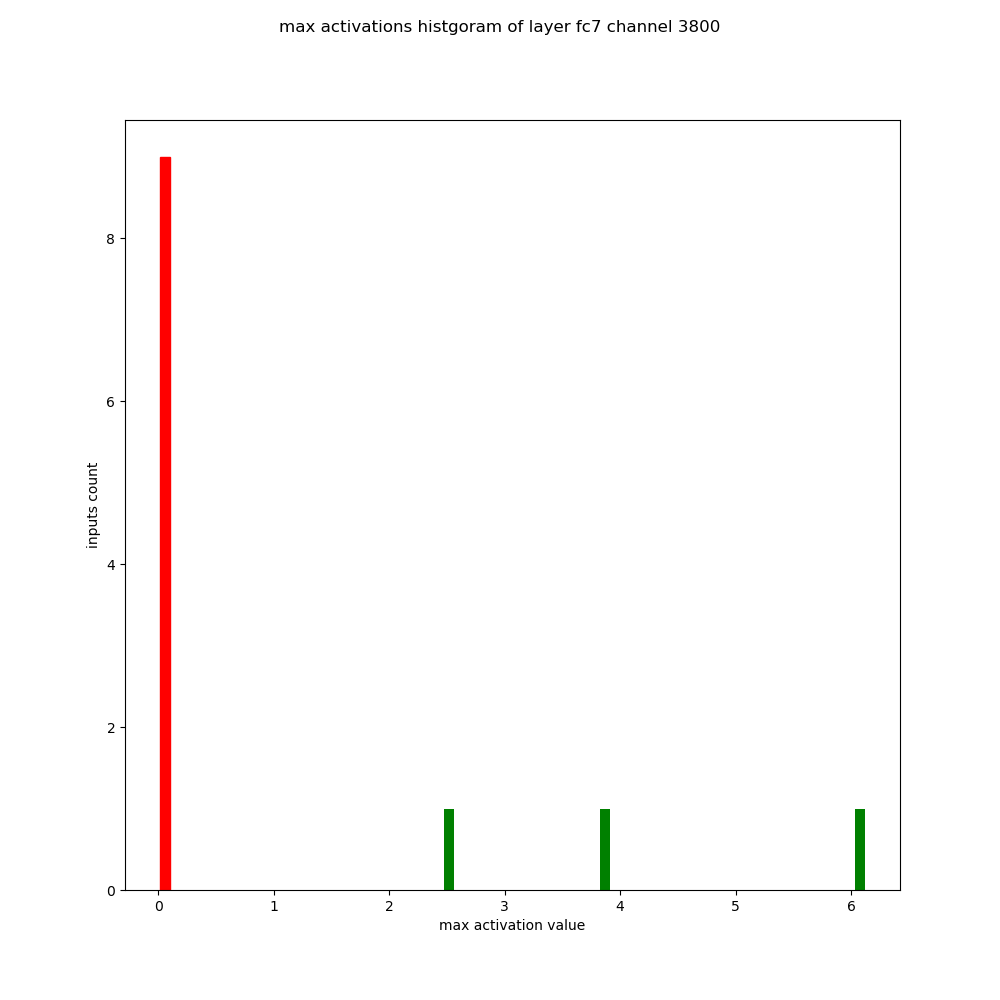 max activations histgoram of layer fc7 channel 3800
8
6
4
2
0
inputs count
0 1 2 3 4 5 6
max activation value